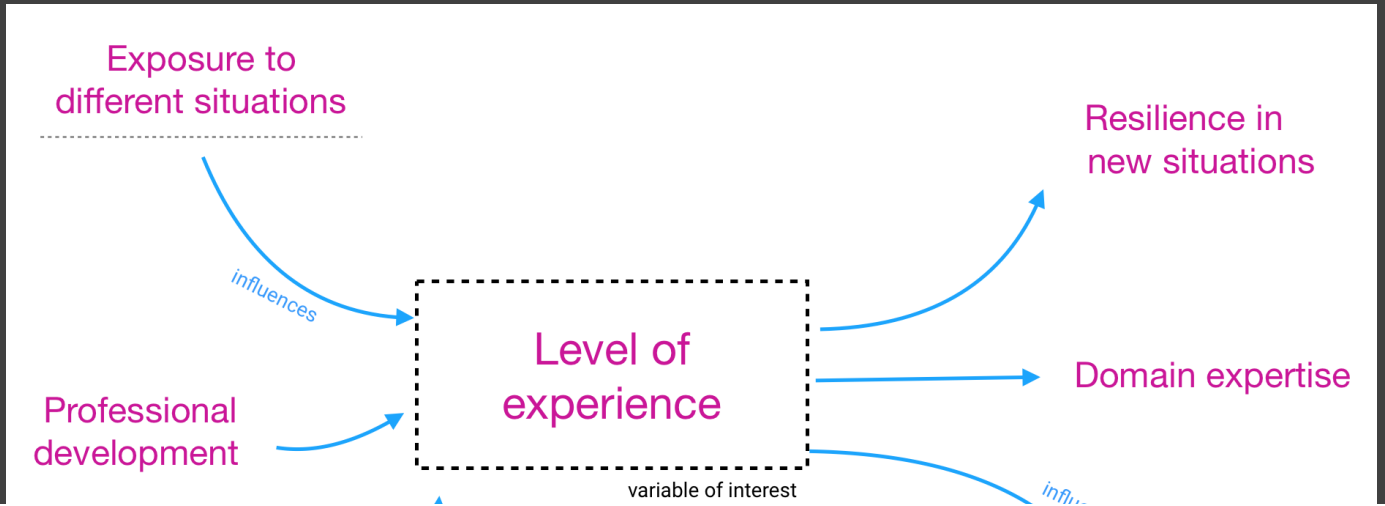 Exposure to
different situations
Resilience in
new situations
influences
Level of
experience
Domain expertise
Professional
development
variable of interest